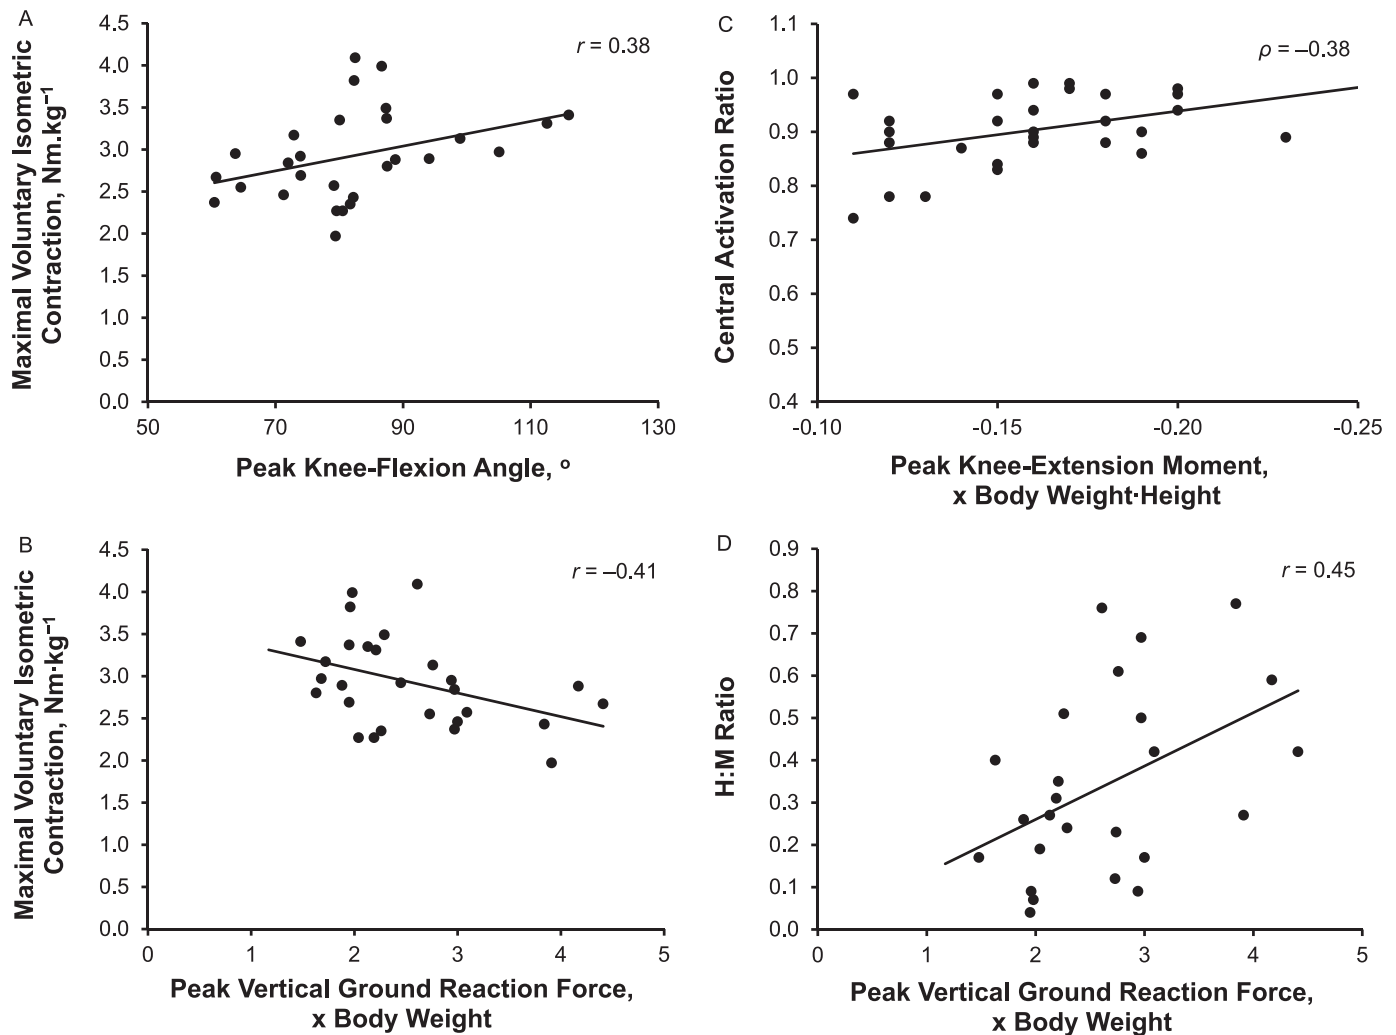 A
Maximal Voluntary Isometric
Contraction, Nm.kg⁻¹
4.5
4.0
3.5
3.0
2.5
2.0
1.5
1.0
0.5
0.0
r = 0.38
50 70 90 110 130
Peak Knee-Flexion Angle, º
C
Central Activation Ratio
1.1
1.0
0.9
0.8
0.7
0.6
0.5
0.4
ρ = –0.38
-0.10 -0.15 -0.20 -0.25
Peak Knee-Extension Moment,
x Body Weight·Height
B
Maximal Voluntary Isometric
Contraction, Nm·kg⁻¹
4.5
4.0
3.5
3.0
2.5
2.0
1.5
1.0
0.5
0.0
r = –0.41
0 1 2 3 4 5
Peak Vertical Ground Reaction Force,
x Body Weight
D
H:M Ratio
0.9
0.8
0.7
0.6
0.5
0.4
0.3
0.2
0.1
0.0
r = 0.45
0 1 2 3 4 5
Peak Vertical Ground Reaction Force,
x Body Weight